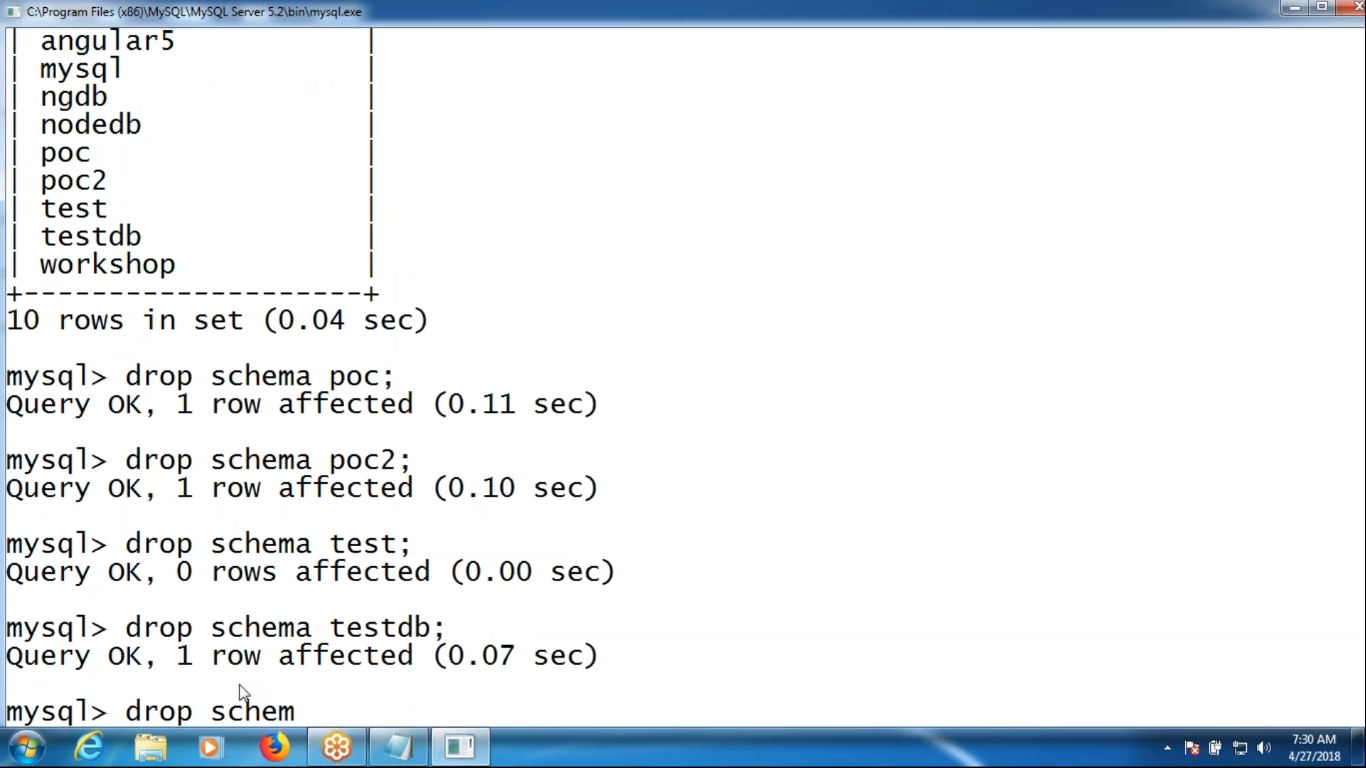 C:\Program Files (x86)\MySQL\MySQL Server 5.2\bin\mysql.exe
| angular5 |
| mysql |
| ngdb |
| nodedb |
| poc |
| poc2 |
| test |
| testdb |
| workshop |
+--------------------+
10 rows in set (0.04 sec)
mysql> drop schema poc;
Query OK, 1 row affected (0.11 sec)
mysql> drop schema poc2;
Query OK, 1 row affected (0.10 sec)
mysql> drop schema test;
Query OK, 0 rows affected (0.00 sec)
mysql> drop schema testdb;
Query OK, 1 row affected (0.07 sec)
mysql> drop schem
7:30 AM
4/27/2018